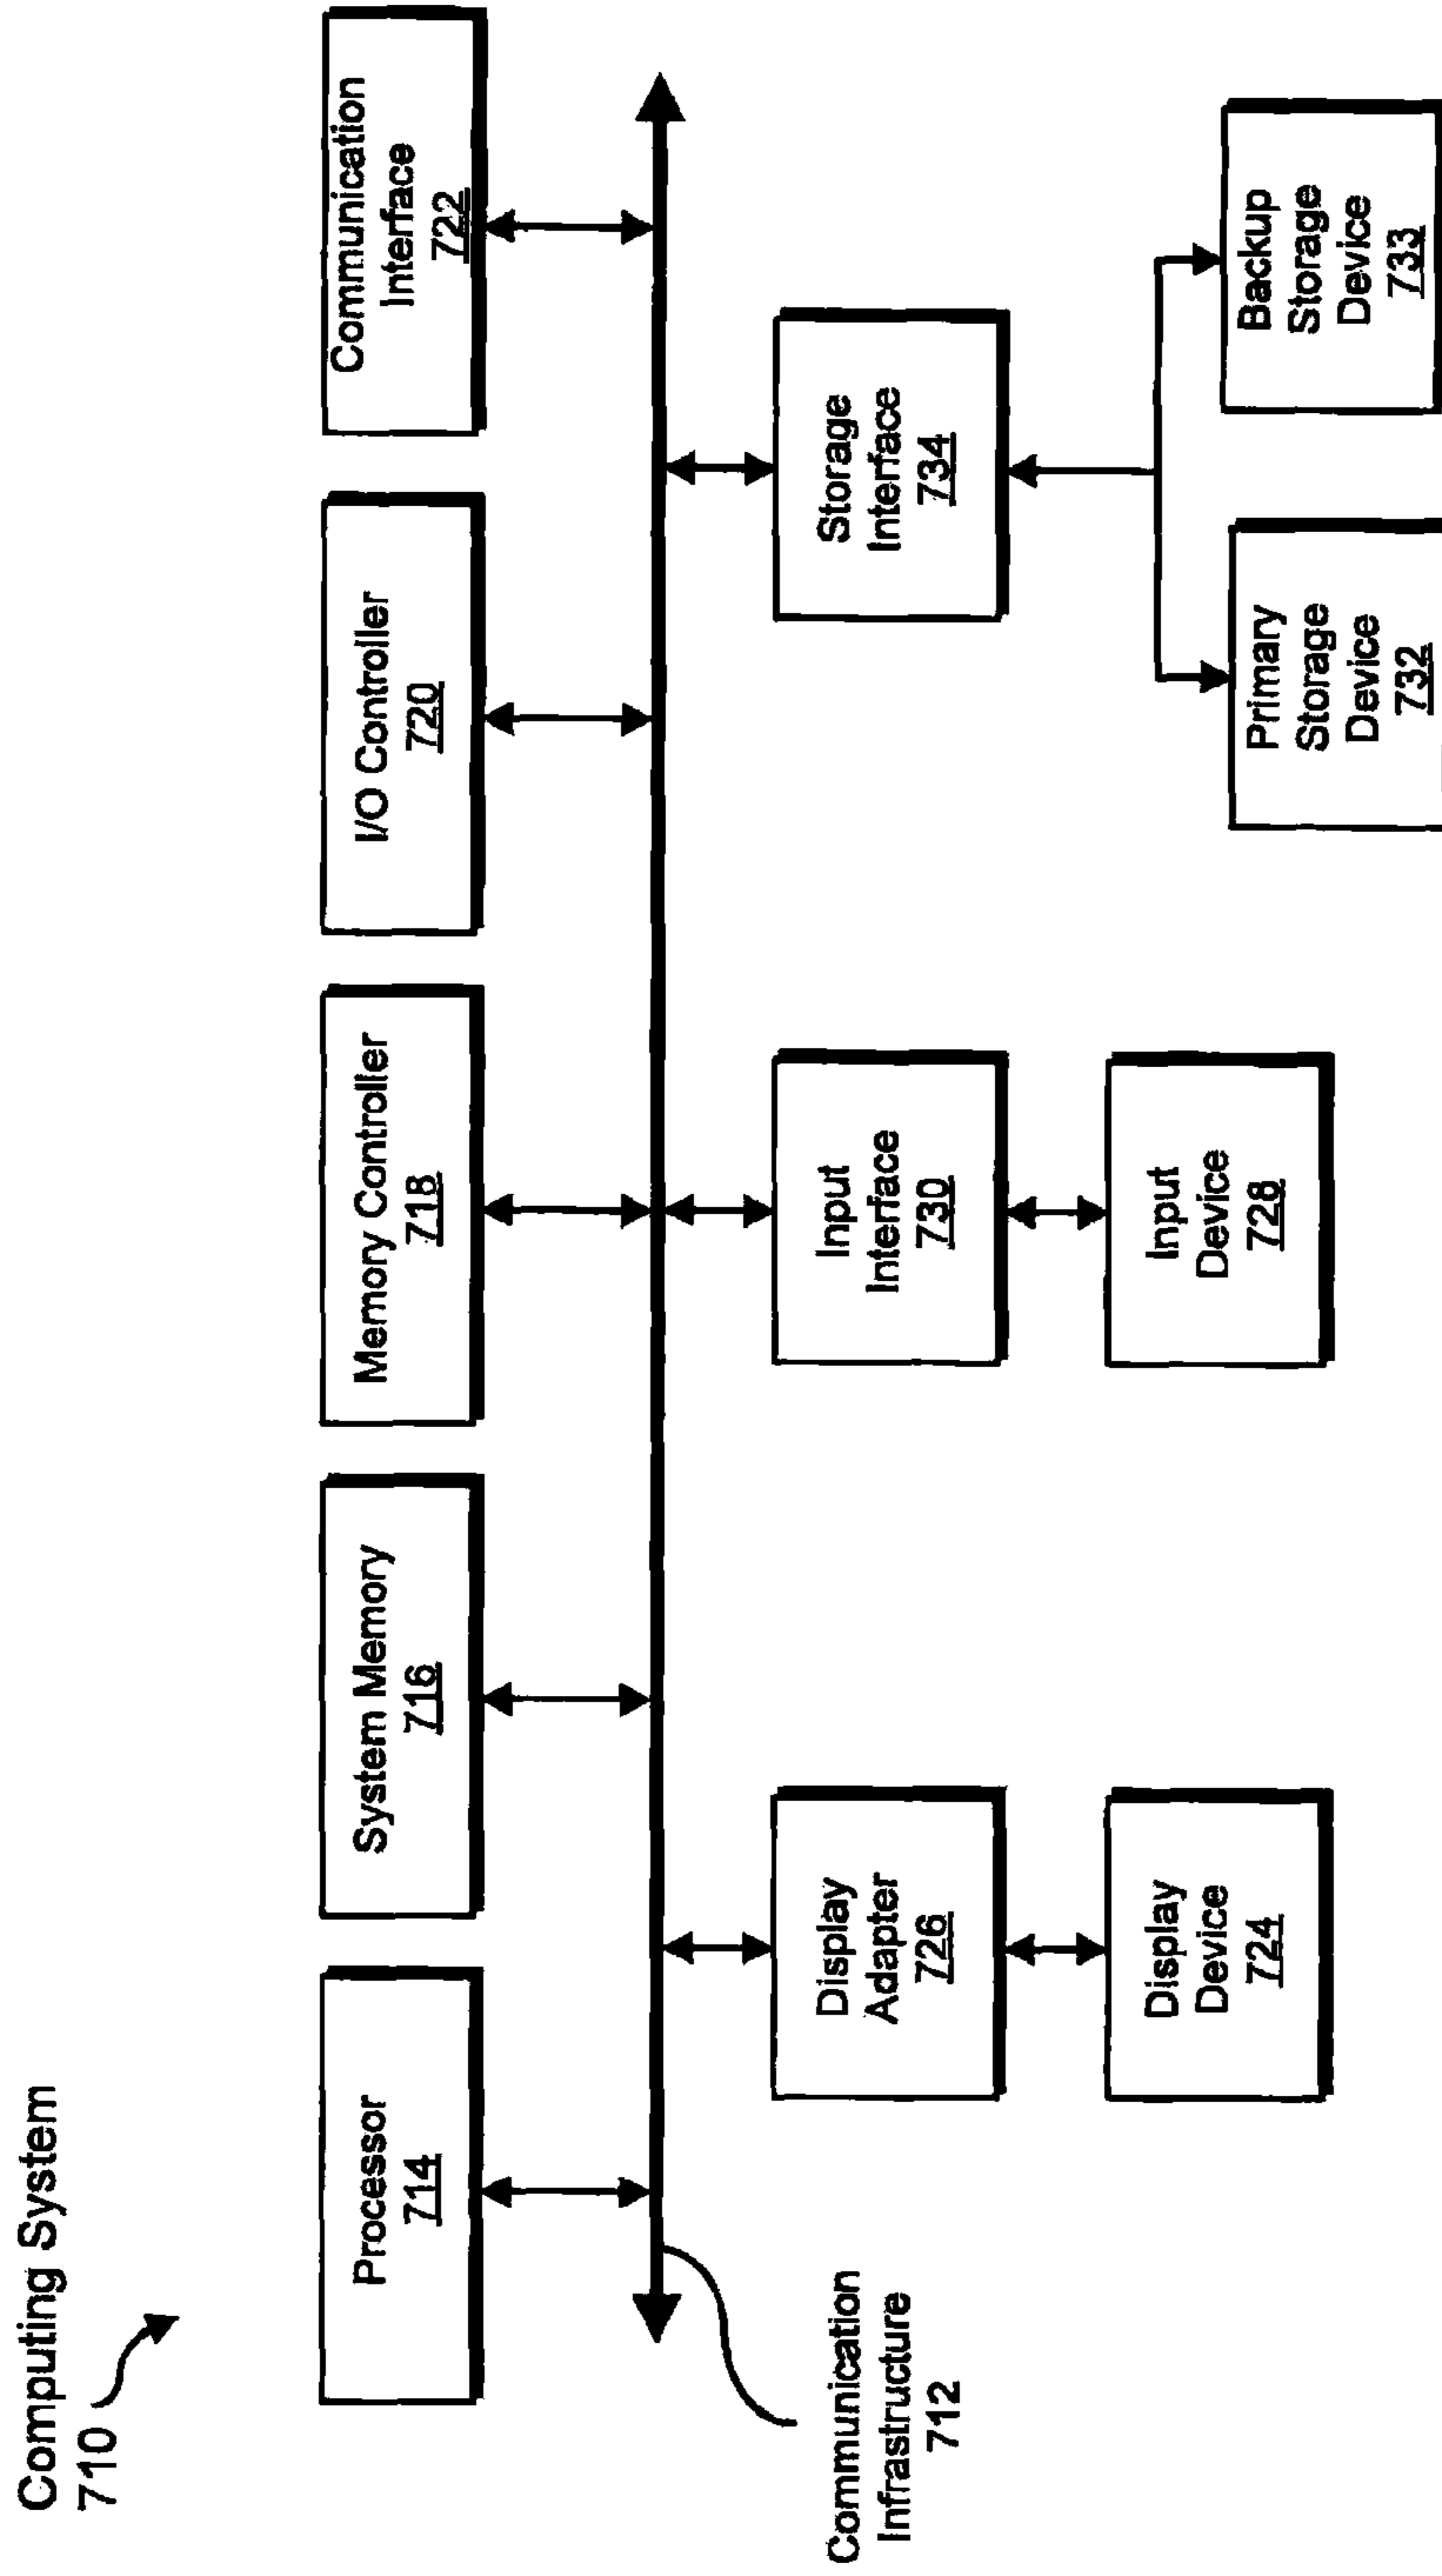 Computing System
710
Processor
714
System Memory
716
Memory Controller
718
I/O Controller
720
Communication
Interface
722
Communication
Infrastructure
712
Display
Adapter
726
Input
Interface
730
Storage
Interface
734
Display
Device
724
Input
Device
728
Primary
Storage
Device
732
Backup
Storage
Device
733